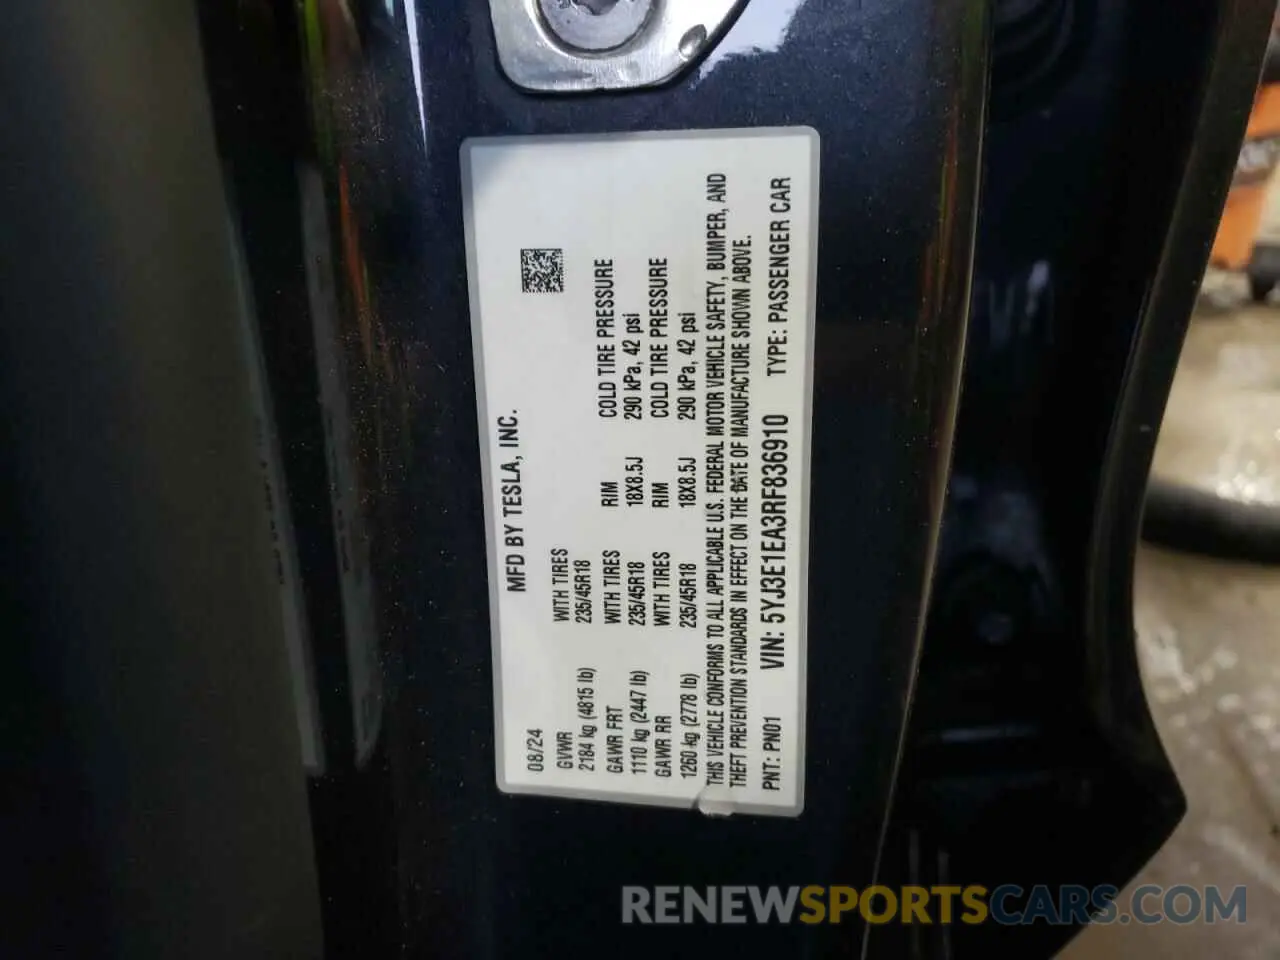 MFD BY TESLA, INC.
08/24
GVWR WITH TIRES
2184 kg (4815 lb) 235/45R18
GAWR FRT WITH TIRES RIM COLD TIRE PRESSURE
1110 kg (2447 lb) 235/45R18 18X8.5J 290 kPa, 42 psi
GAWR RR WITH TIRES RIM COLD TIRE PRESSURE
1260 kg (2778 lb) 235/45R18 18X8.5J 290 kPa, 42 psi
THIS VEHICLE CONFORMS TO ALL APPLICABLE U.S. FEDERAL MOTOR VEHICLE SAFETY, BUMPER, AND
THEFT PREVENTION STANDARDS IN EFFECT ON THE DATE OF MANUFACTURE SHOWN ABOVE.
PNT: PN01 VIN: 5YJ3E1EA3RF836910 TYPE: PASSENGER CAR
RENEWSPORTSCARS.COM